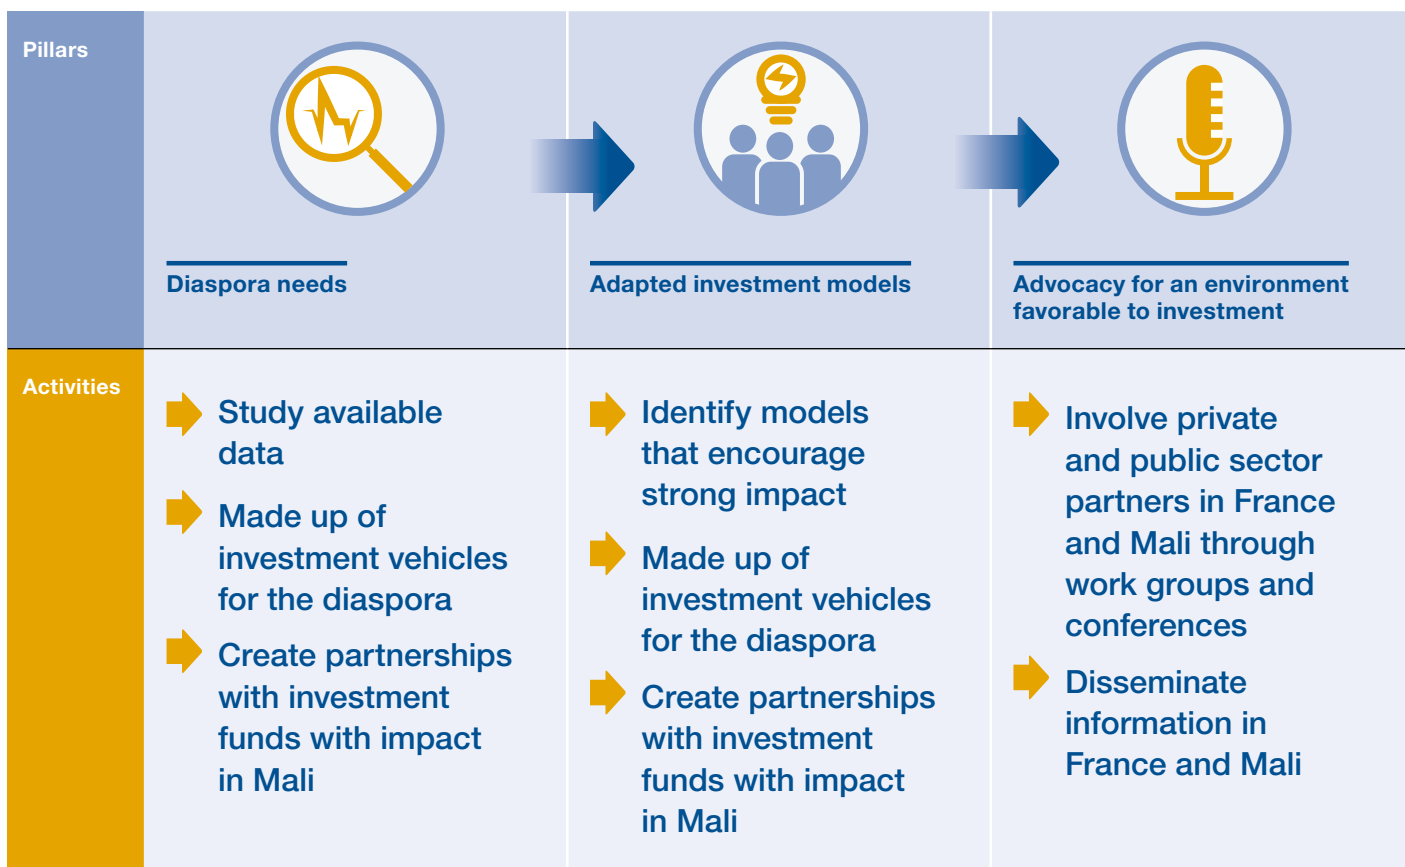 Pillars
Diaspora needs
Adapted investment models
Advocacy for an environment
favorable to investment
Activities
Study available
data
Made up of
investment vehicles
for the diaspora
Create partnerships
with investment
funds with impact
in Mali
Identify models
that encourage
strong impact
Made up of
investment vehicles
for the diaspora
Create partnerships
with investment
funds with impact
in Mali
Involve private
and public sector
partners in France
and Mali through
work groups and
conferences
Disseminate
information in
France and Mali